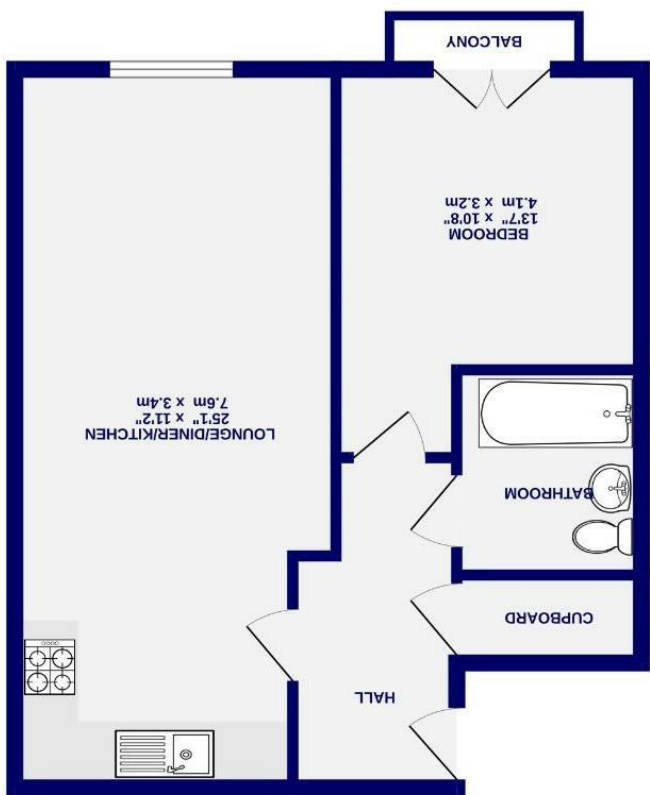 HALL
CUPBOARD
BATHROOM
LOUNGE/DINER/KITCHEN
25'1" x 11'2"
7.6m x 3.4m
BEDROOM
13'7" x 10'8"
4.1m x 3.2m
BALCONY